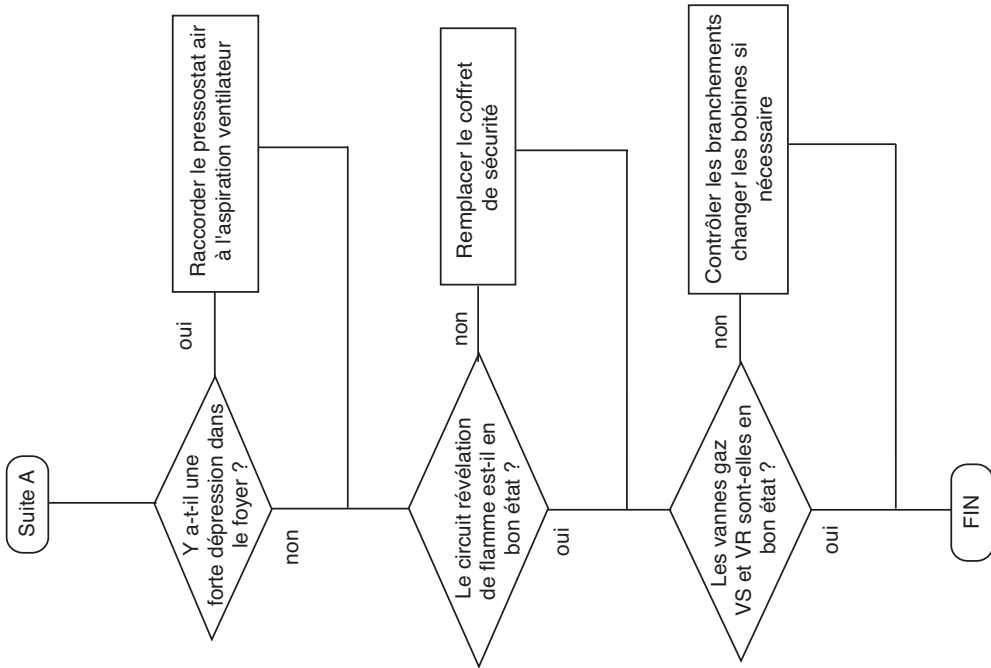 Suite A
Y a-t-il une
forte dépression dans
le foyer ?
oui
Raccorder le pressostat air
à l'aspiration ventilateur
non
Le circuit révélation
de flamme est-il en
bon état ?
non
Remplacer le coffret
de sécurité
oui
Les vannes gaz
VS et VR sont-elles en
bon état ?
non
Contrôler les branchements
changer les bobines si
nécessaire
oui
FIN